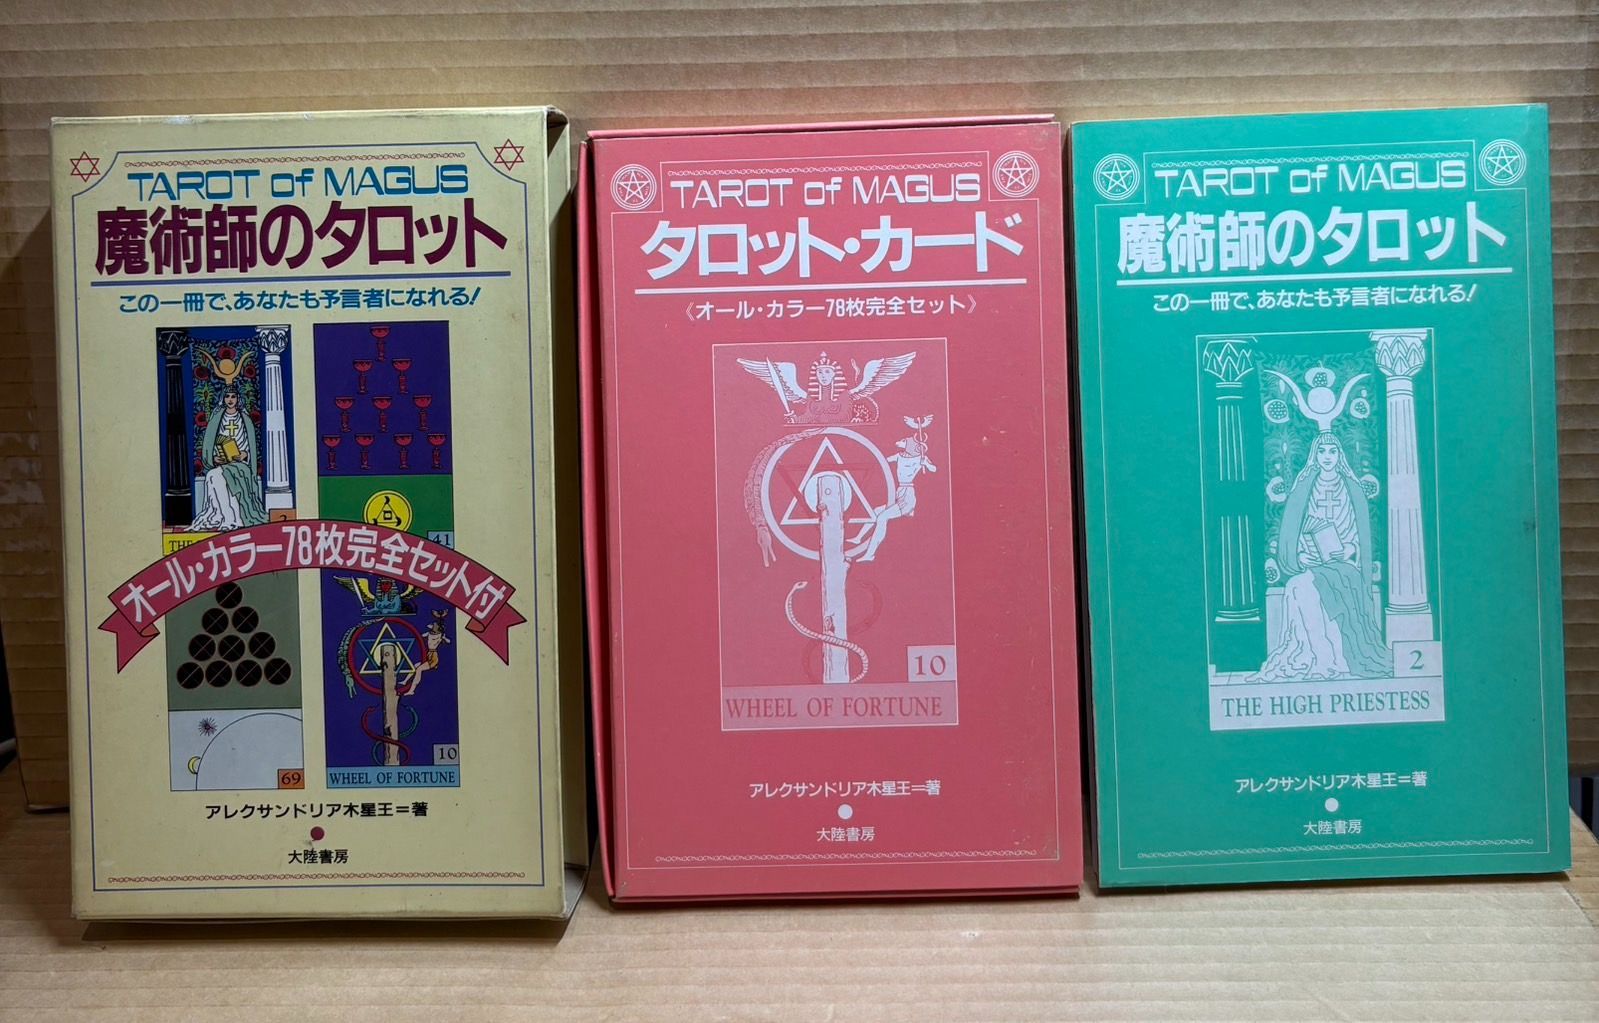 TAROT of MAGUS
魔術師のタロット
この一冊で、あなたも予言者になれる!
2
THE
41
オール・カラー78枚完全セット付
69
10
WHEEL OF FORTUNE
アレクサンドリア木星王=著
大陸書房
TAROT of MAGUS
タロット・カード
《オール・カラー78枚完全セット》
10
WHEEL OF FORTUNE
アレクサンドリア木星王=著
大陸書房
TAROT of MAGUS
魔術師のタロット
この一冊で、あなたも予言者になれる!
2
THE HIGH PRIESTESS
アレクサンドリア木星王=著
大陸書房